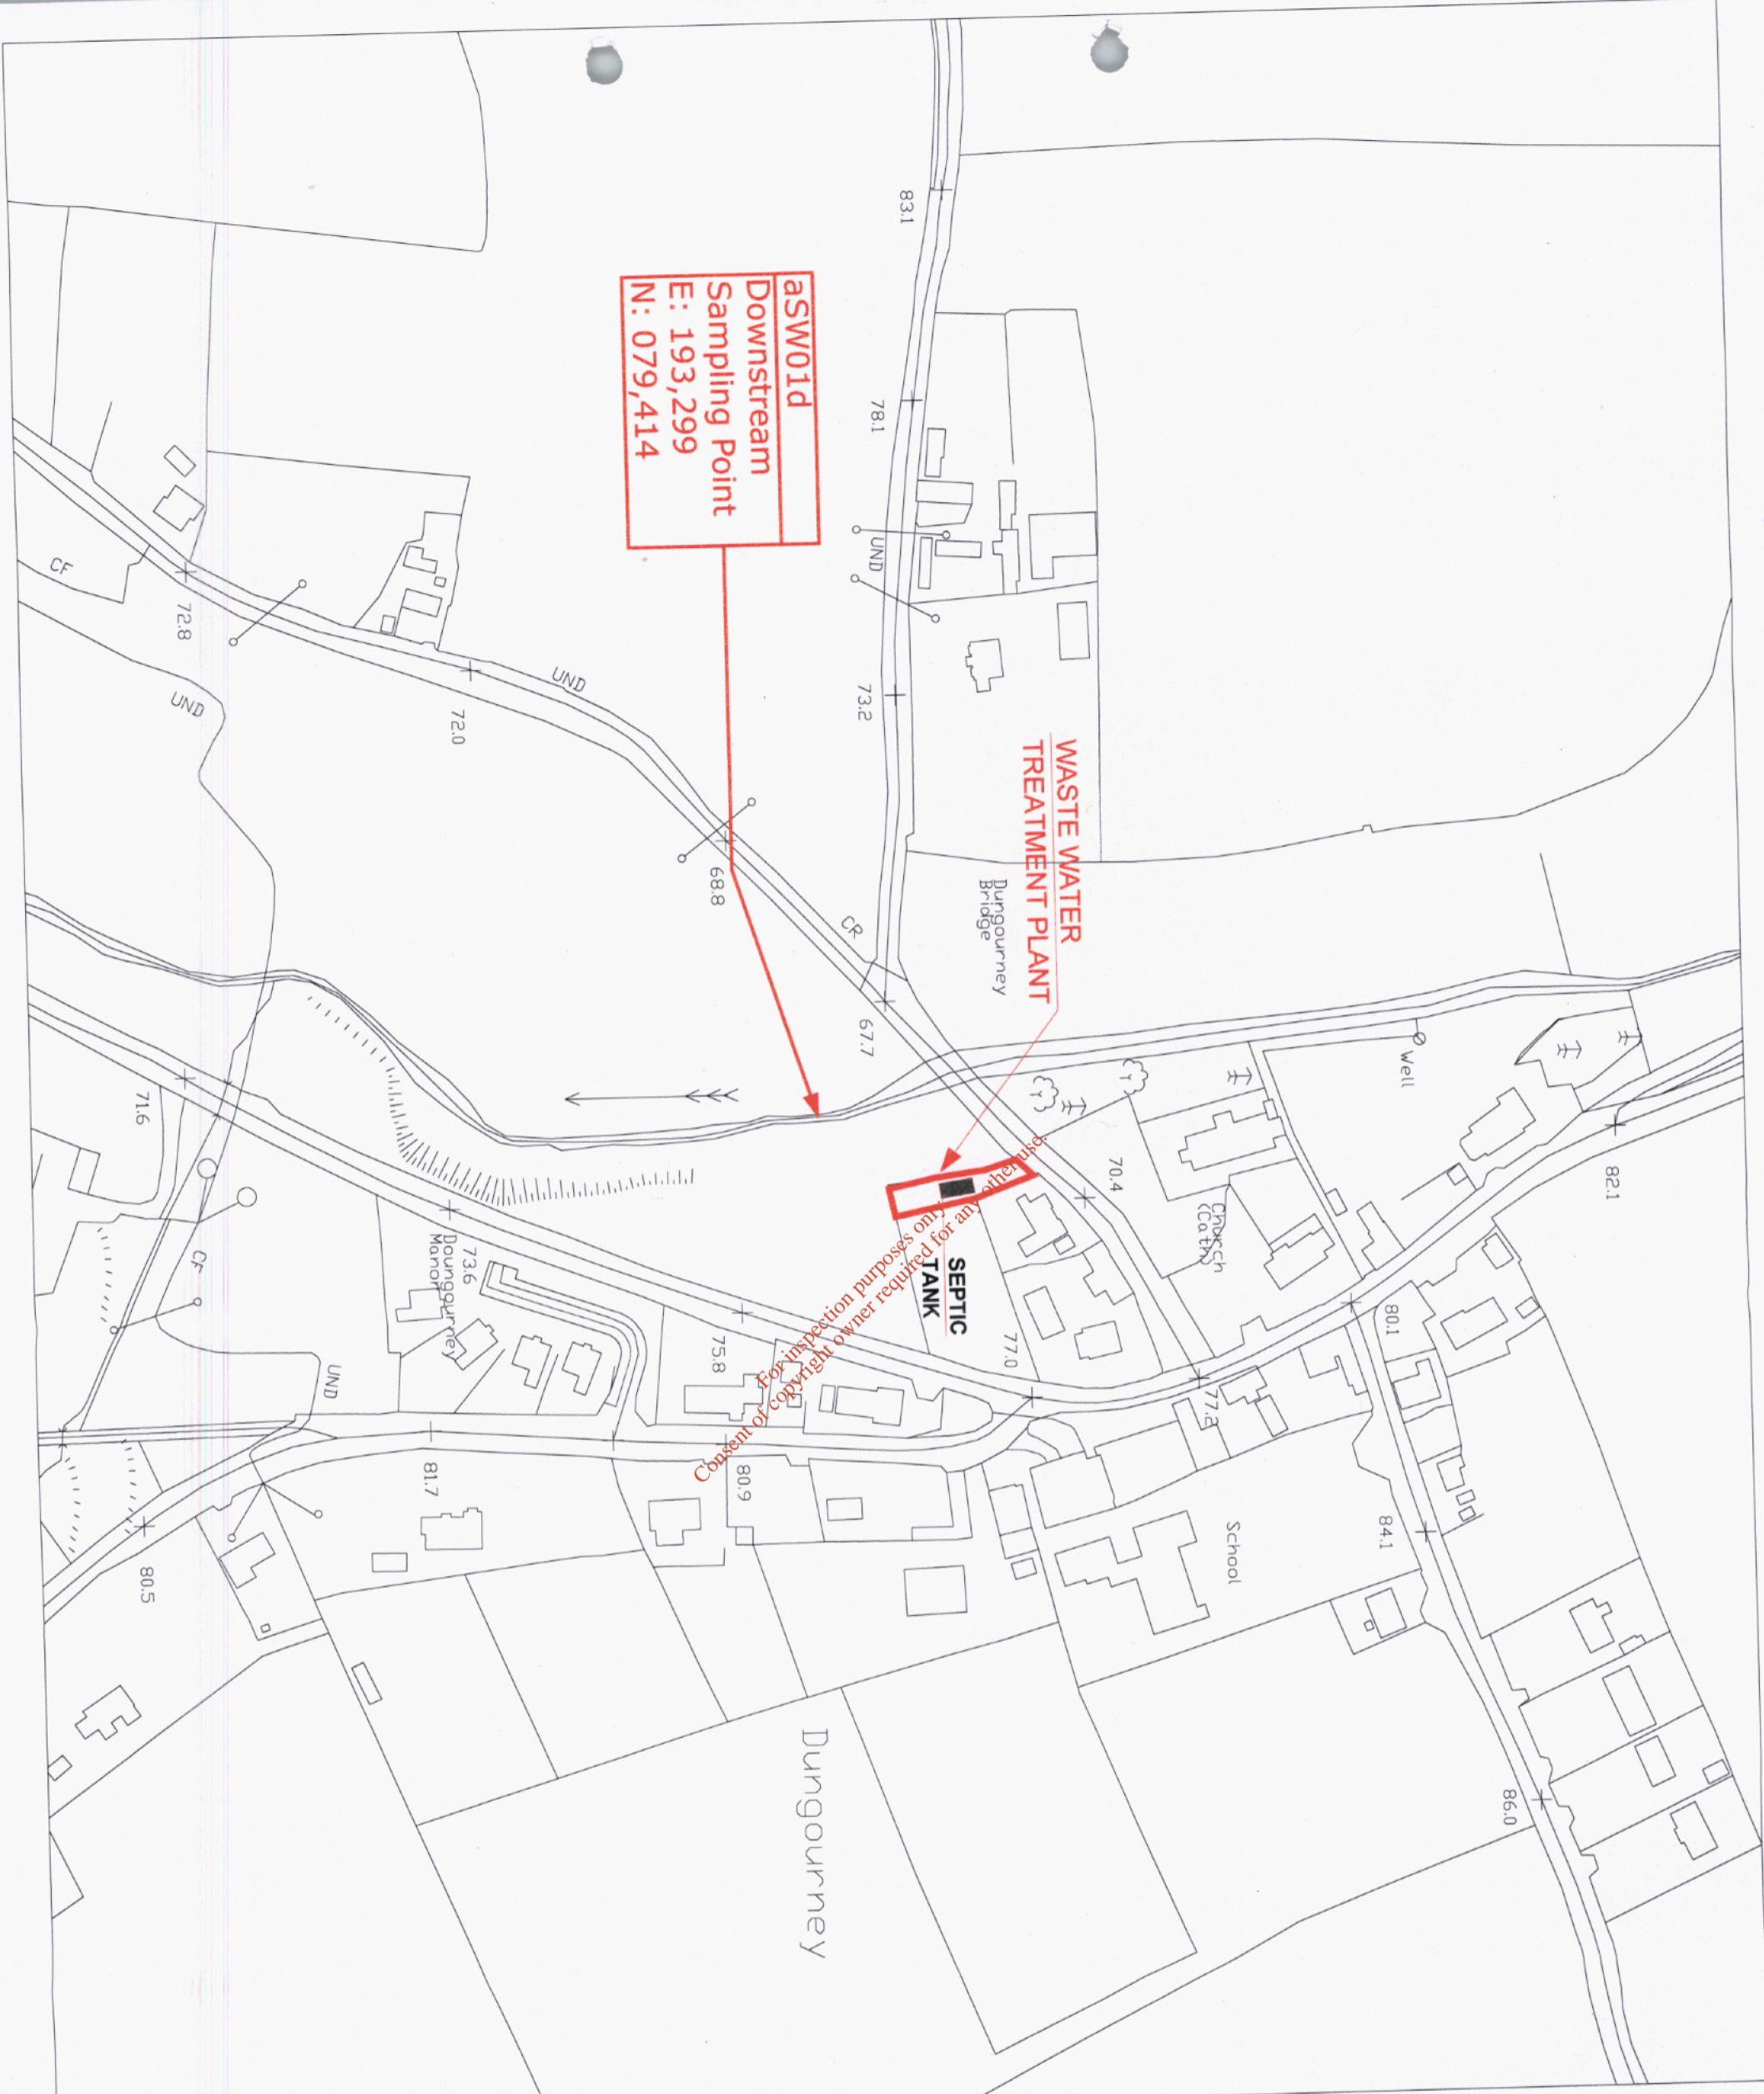 82.1
Well
80.1
84.1
86.0
70.4
Church
(Cath)
77.2
School
WASTE WATER
TREATMENT PLANT
Dungourney
Bridge
77.0
SEPTIC
TANK
83.1
78.1
UND
73.2
CR
67.7
aSW01d
Downstream
Sampling Point
E: 193,299
N: 079,414
68.8
75.8
80.9
Dungourney
For inspection purposes only.
Consent of copyright owner required for any other use.
UND
72.0
73.6
Doungourney
Manor
81.7
UND
72.8
UND
CF
71.6
CF
80.5